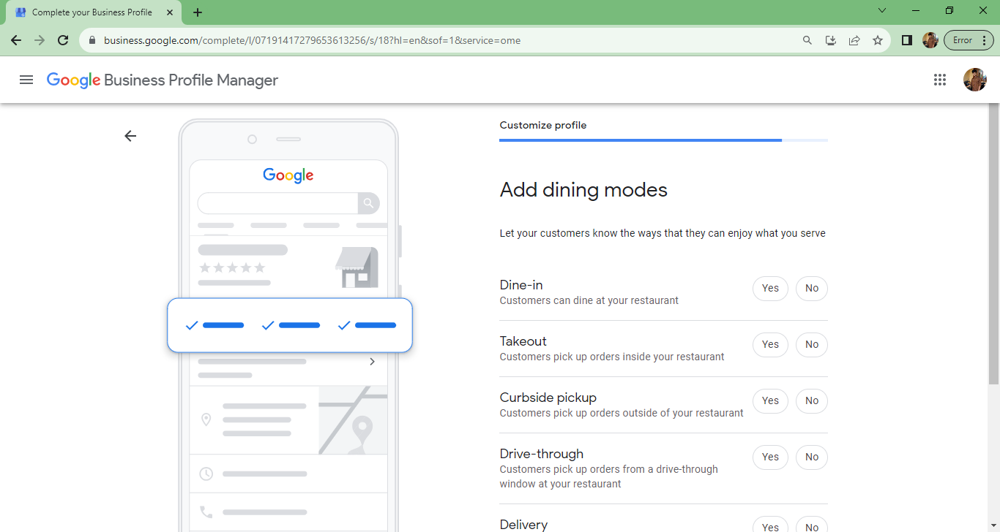 Complete your Business Profile
business.google.com/complete/l/07191417279653613256/s/18?hl=en&sof=1&service=ome
Error
Google Business Profile Manager
Customize profile
Google
Add dining modes
Let your customers know the ways that they can enjoy what you serve
Dine-in
Customers can dine at your restaurant
Yes No
Takeout
Customers pick up orders inside your restaurant
Yes No
Curbside pickup
Customers pick up orders outside of your restaurant
Yes No
Drive-through
Customers pick up orders from a drive-through
window at your restaurant
Yes No
Delivery
Yes No